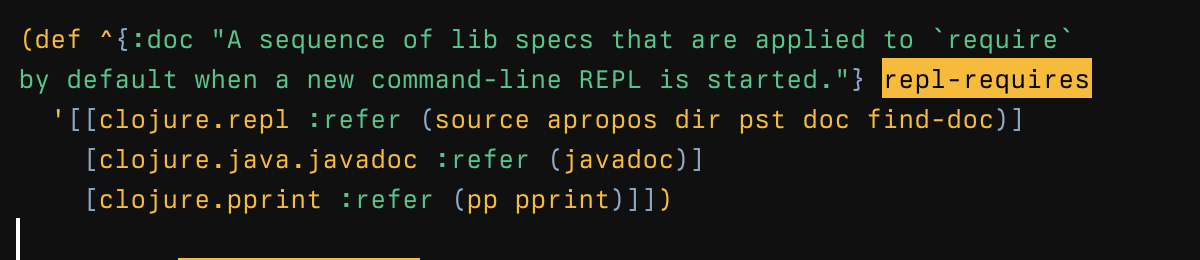 (def ^{:doc "A sequence of lib specs that are applied to `require`
by default when a new command-line REPL is started."} repl-requires
  '[[clojure.repl :refer (source apropos dir pst doc find-doc)]
    [clojure.java.javadoc :refer (javadoc)]
    [clojure.pprint :refer (pp pprint)]])